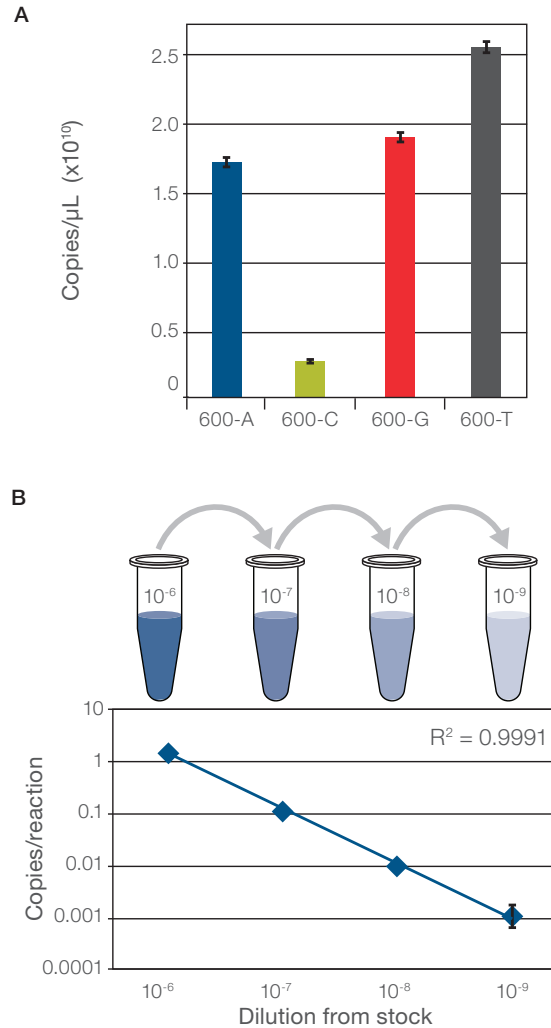 A
Copies/µL (x10¹⁰)
2.5
2.0
1.5
1.0
0.5
0
600-A 600-C 600-G 600-T
B
10⁻⁶ 10⁻⁷ 10⁻⁸ 10⁻⁹
R² = 0.9991
Copies/reaction
10
1
0.1
0.01
0.001
0.0001
10⁻⁶ 10⁻⁷ 10⁻⁸ 10⁻⁹
Dilution from stock